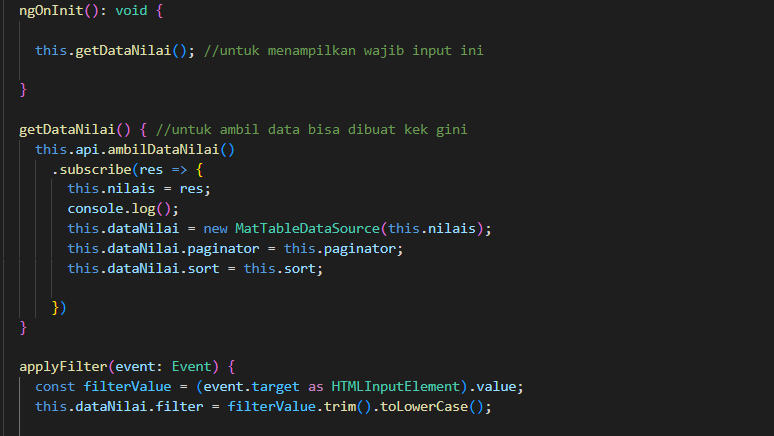 ngOnInit(): void {
this.getDataNilai(); //untuk menampilkan wajib input ini
}
getDataNilai() { //untuk ambil data bisa dibuat kek gini
this.api.ambilDataNilai()
.subscribe(res => {
this.nilais = res;
console.log();
this.dataNilai = new MatTableDataSource(this.nilais);
this.dataNilai.paginator = this.paginator;
this.dataNilai.sort = this.sort;
})
}
applyFilter(event: Event) {
const filterValue = (event.target as HTMLInputElement).value;
this.dataNilai.filter = filterValue.trim().toLowerCase();